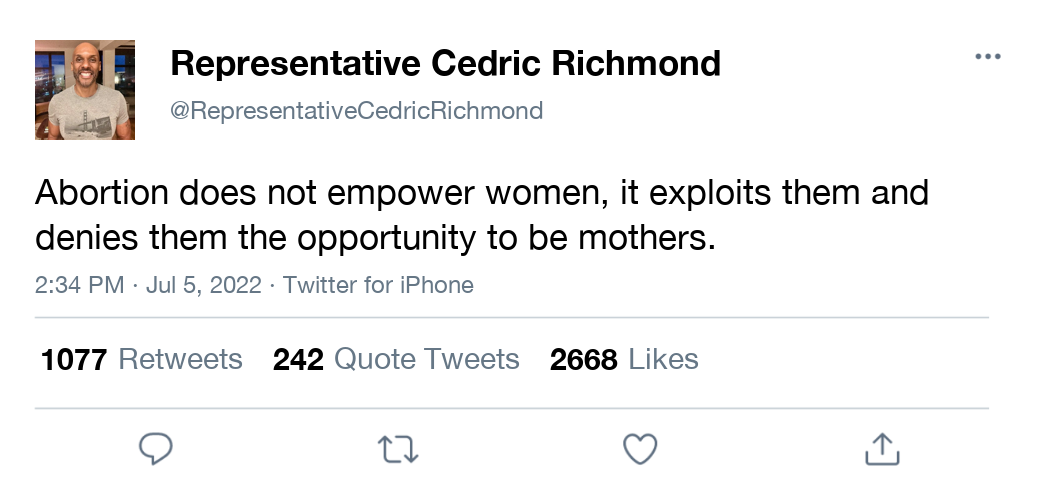 Representative Cedric Richmond
@RepresentativeCedricRichmond
Abortion does not empower women, it exploits them and
denies them the opportunity to be mothers.
2:34 PM · Jul 5, 2022 · Twitter for iPhone
1077 Retweets 242 Quote Tweets 2668 Likes